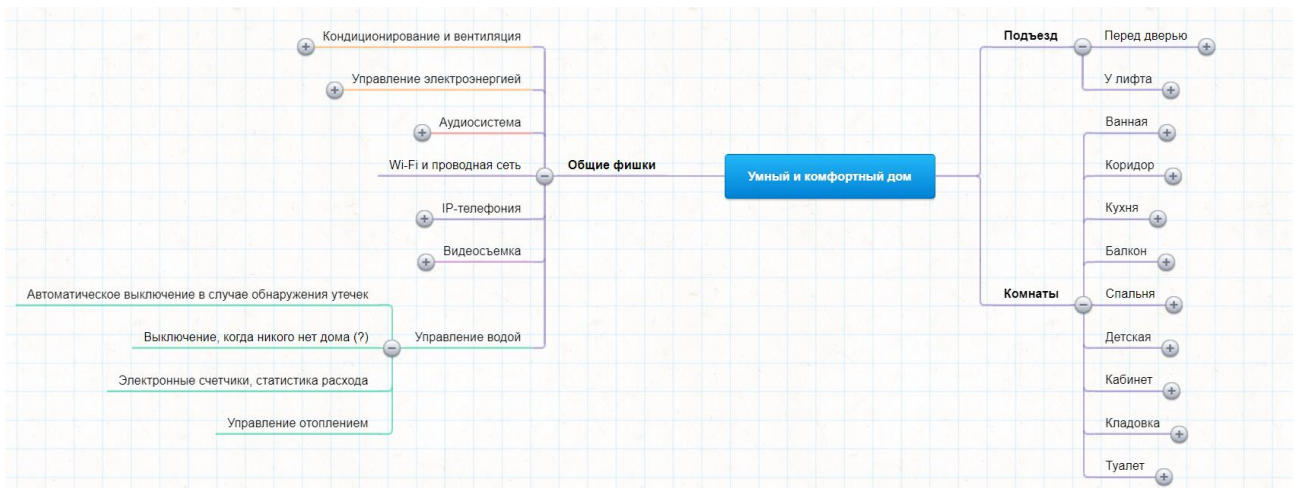 Умный и комфортный дом
Общие фишки
Кондиционирование и вентиляция
Управление электроэнергией
Аудиосистема
Wi-Fi и проводная сеть
IP-телефония
Видеосъемка
Управление водой
Автоматическое выключение в случае обнаружения утечек
Выключение, когда никого нет дома (?)
Электронные счетчики, статистика расхода
Управление отоплением
Подъезд
Перед дверью
У лифта
Комнаты
Ванная
Коридор
Кухня
Балкон
Спальня
Детская
Кабинет
Кладовка
Туалет